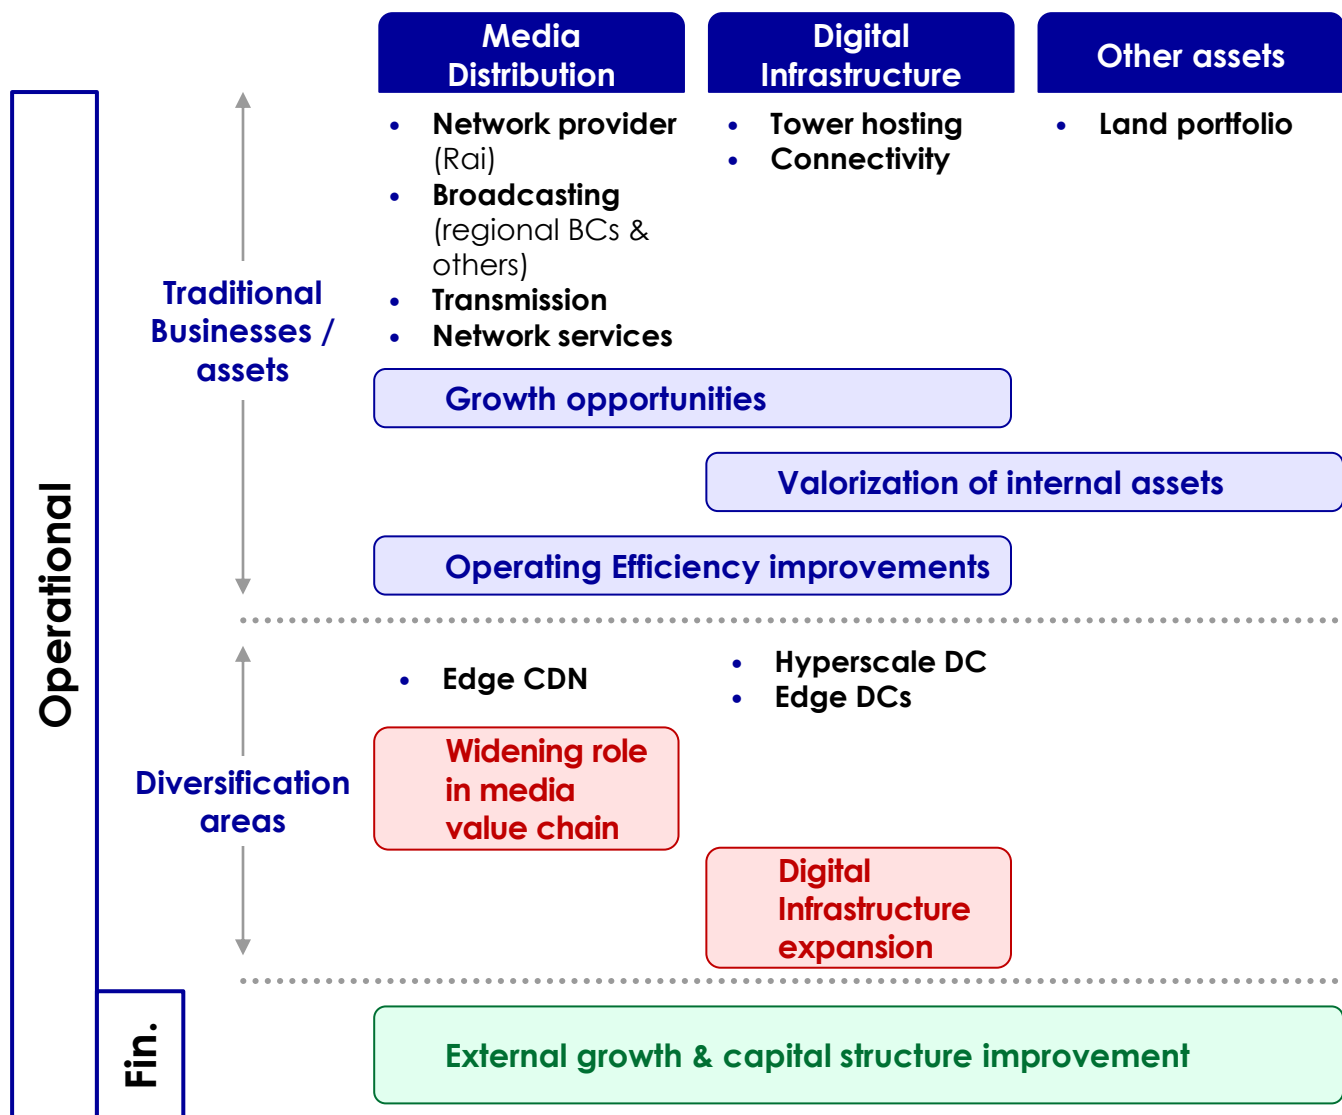 Media
Distribution
Digital
Infrastructure
Other assets
• Network provider
(Rai)
• Broadcasting
(regional BCs &
others)
• Transmission
• Network services
• Tower hosting
• Connectivity
• Land portfolio
Traditional
Businesses /
assets
Growth opportunities
Valorization of internal assets
Operating Efficiency improvements
Operational
• Edge CDN
• Hyperscale DC
• Edge DCs
Diversification
areas
Widening role
in media
value chain
Digital
Infrastructure
expansion
Fin.
External growth & capital structure improvement